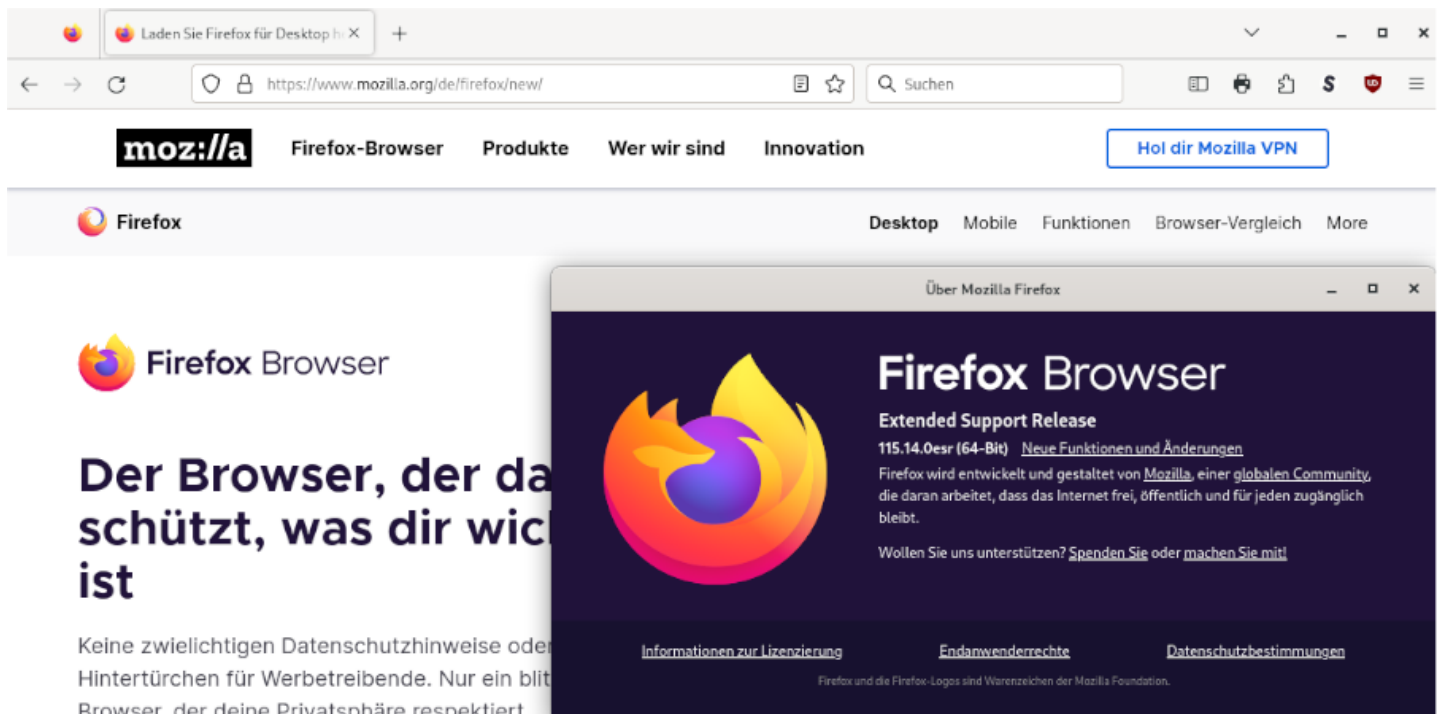 Laden Sie Firefox für Desktop h
https://www.mozilla.org/de/firefox/new/
Suchen
moz://a
Firefox-Browser Produkte Wer wir sind Innovation
Hol dir Mozilla VPN
Firefox
Desktop Mobile Funktionen Browser-Vergleich More
Firefox Browser
Der Browser, der da
schützt, was dir wic
ist
Keine zwielichtigen Datenschutzhinweise oder
Hintertürchen für Werbetreibende. Nur ein blit
Browser, der deine Privatsphäre respektiert
Über Mozilla Firefox
Firefox Browser
Extended Support Release
115.14.0esr (64-Bit) Neue Funktionen und Änderungen
Firefox wird entwickelt und gestaltet von Mozilla, einer globalen Community,
die daran arbeitet, dass das Internet frei, öffentlich und für jeden zugänglich
bleibt.
Wollen Sie uns unterstützen? Spenden Sie oder machen Sie mit!
Informationen zur Lizenzierung Endanwenderrechte Datenschutzbestimmungen
Firefox und die Firefox-Logos sind Warenzeichen der Mozilla Foundation.